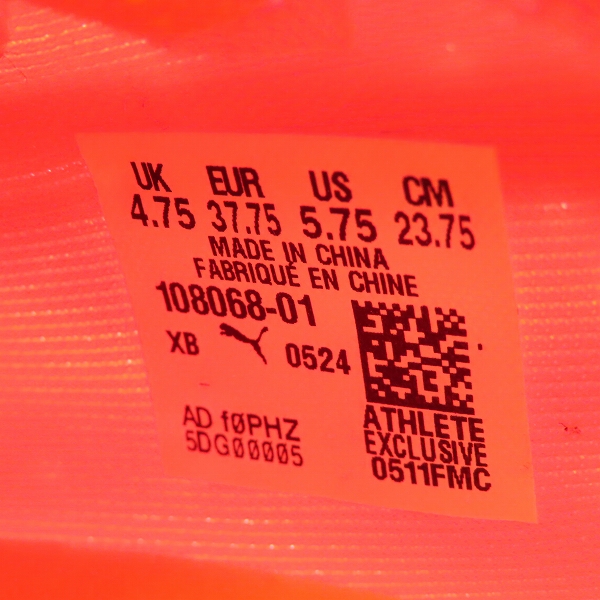 UK EUR US CM
4.75 37.75 5.75 23.75
MADE IN CHINA
FABRIQUÉ EN CHINE
108068-01
XB 0524
AD fØPHZ
5DG00005
ATHLETE
EXCLUSIVE
0511FMC